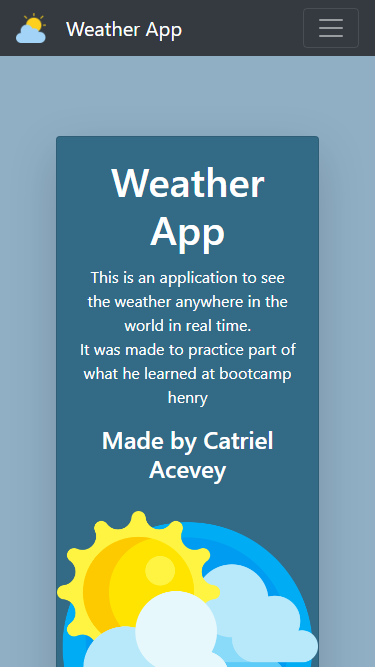 Weather App
Weather
App
This is an application to see
the weather anywhere in the
world in real time.
It was made to practice part of
what he learned at bootcamp
henry
Made by Catriel
Acevey